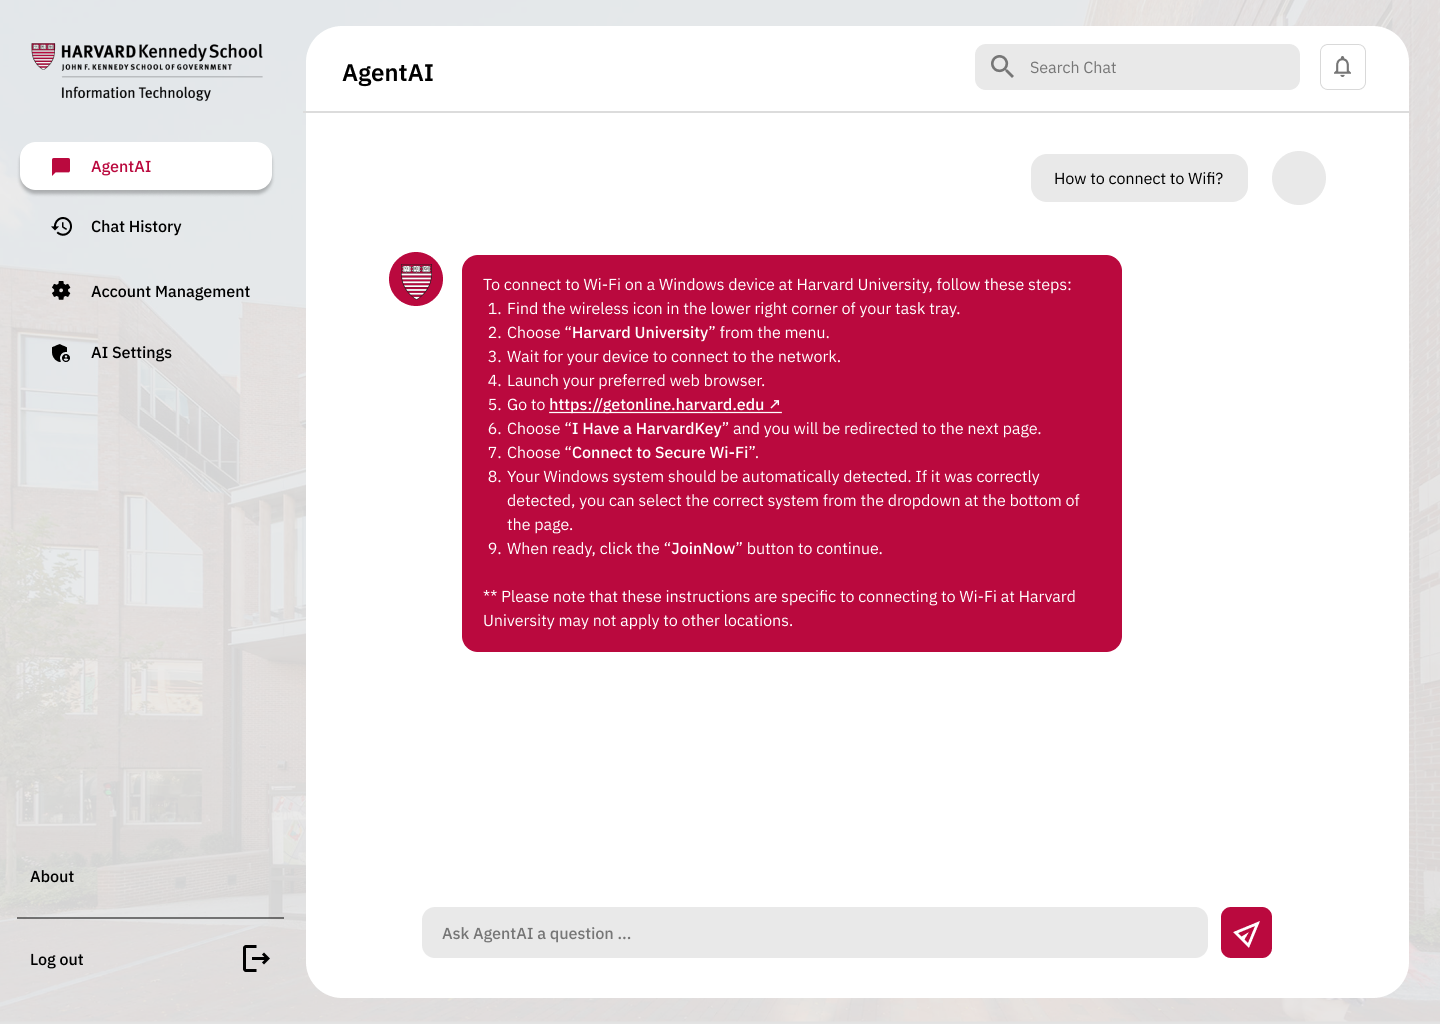 HARVARD Kennedy School
JOHN F. KENNEDY SCHOOL OF GOVERNMENT
Information Technology
AgentAI
Chat History
Account Management
AI Settings
About
Log out
AgentAI
Search Chat
How to connect to Wifi?
To connect to Wi-Fi on a Windows device at Harvard University, follow these steps:
1. Find the wireless icon in the lower right corner of your task tray.
2. Choose “Harvard University” from the menu.
3. Wait for your device to connect to the network.
4. Launch your preferred web browser.
5. Go to https://getonline.harvard.edu ↗
6. Choose “I Have a HarvardKey” and you will be redirected to the next page.
7. Choose “Connect to Secure Wi-Fi”.
8. Your Windows system should be automatically detected. If it was correctly
detected, you can select the correct system from the dropdown at the bottom of
the page.
9. When ready, click the “JoinNow” button to continue.
** Please note that these instructions are specific to connecting to Wi-Fi at Harvard
University may not apply to other locations.
Ask AgentAI a question ...